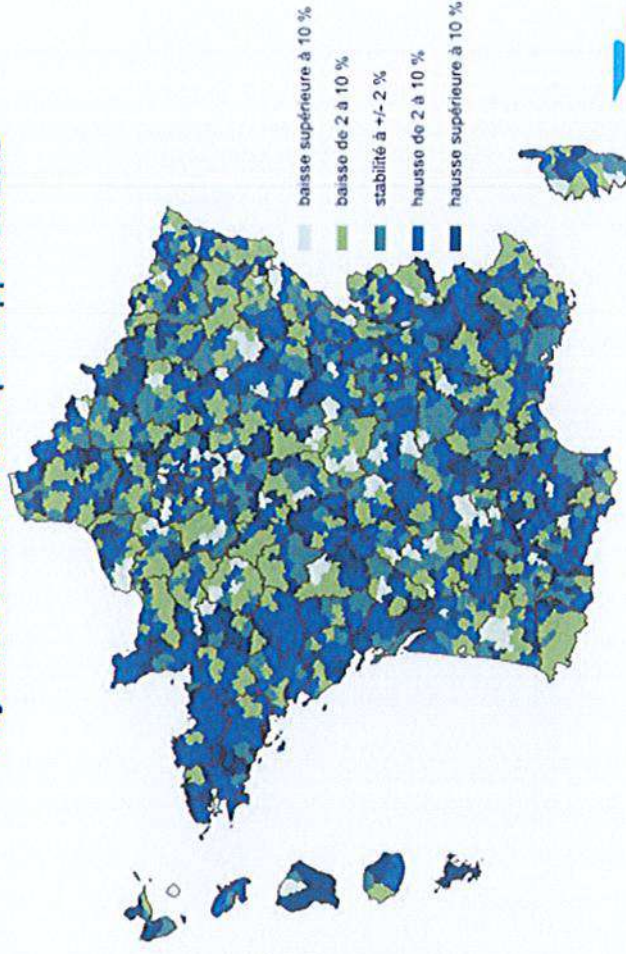 baisse supérieure à 10 %
baisse de 2 à 10 %
stabilité à +/- 2 %
hausse de 2 à 10 %
hausse supérieure à 10 %